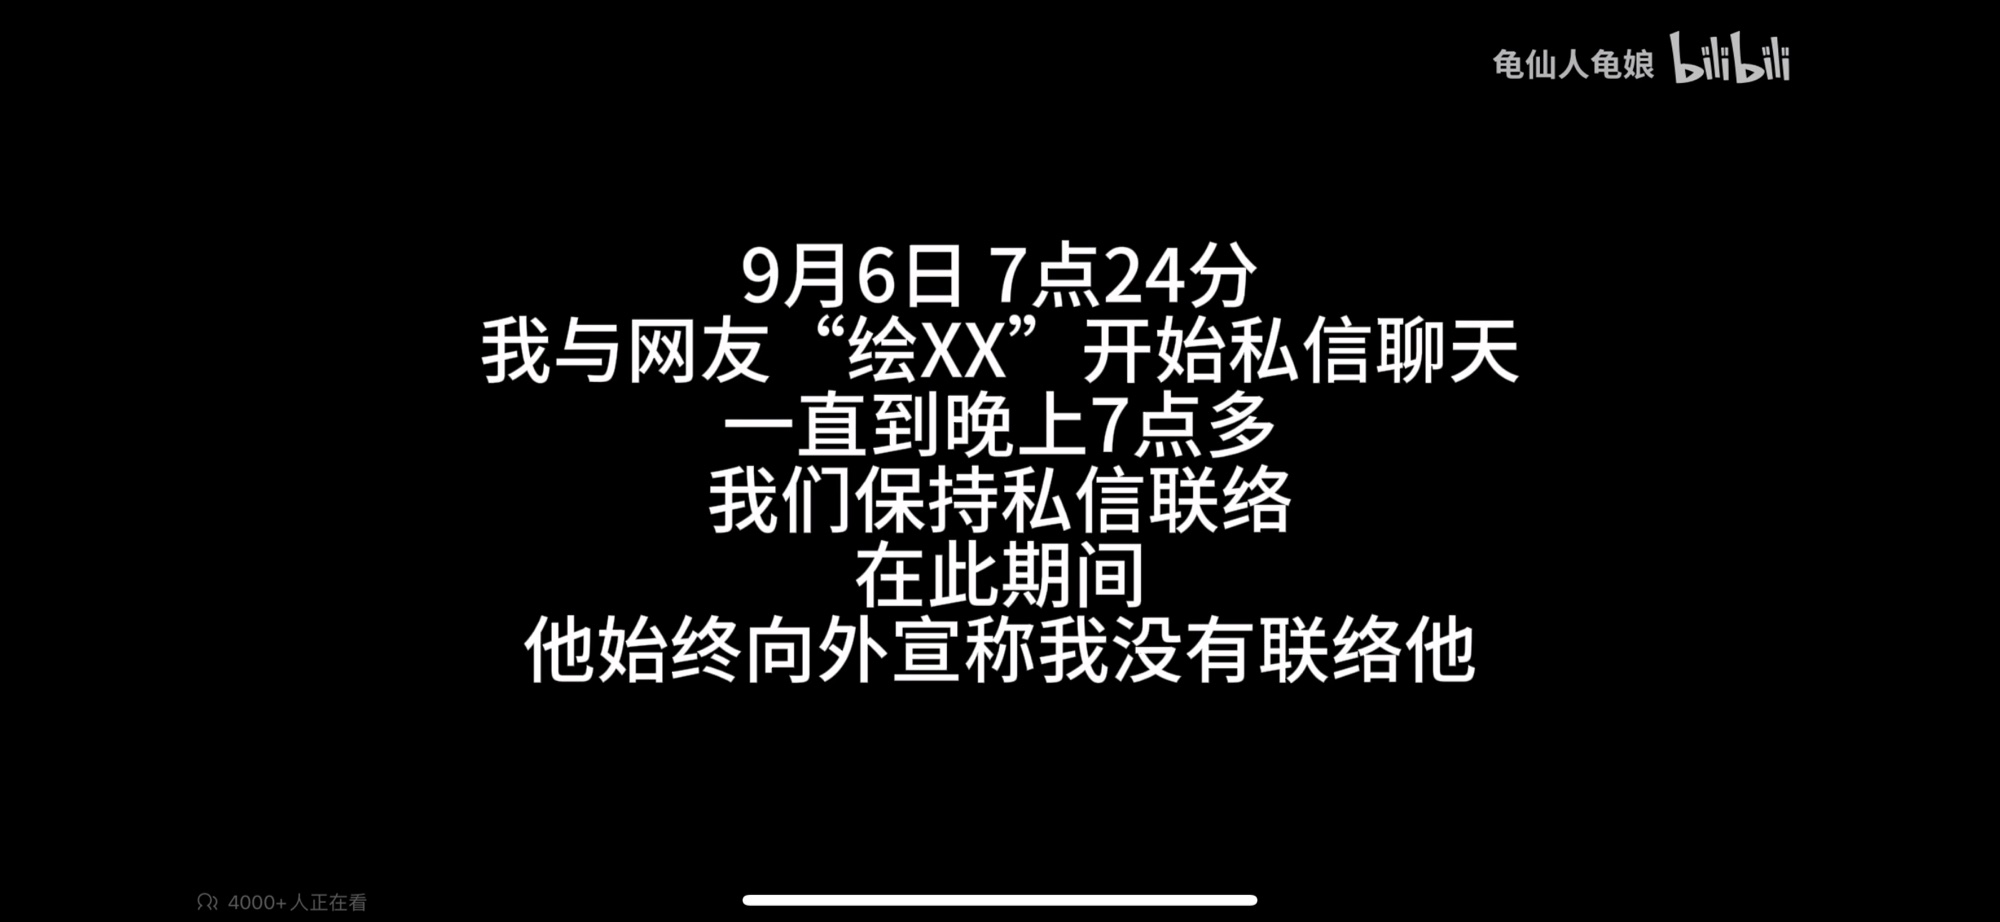 龟仙人龟娘 bilibili
9月6日 7点24分
我与网友“绘XX”开始私信聊天
一直到晚上7点多
我们保持私信联络
在此期间
他始终向外宣称我没有联络他
4000+人正在看